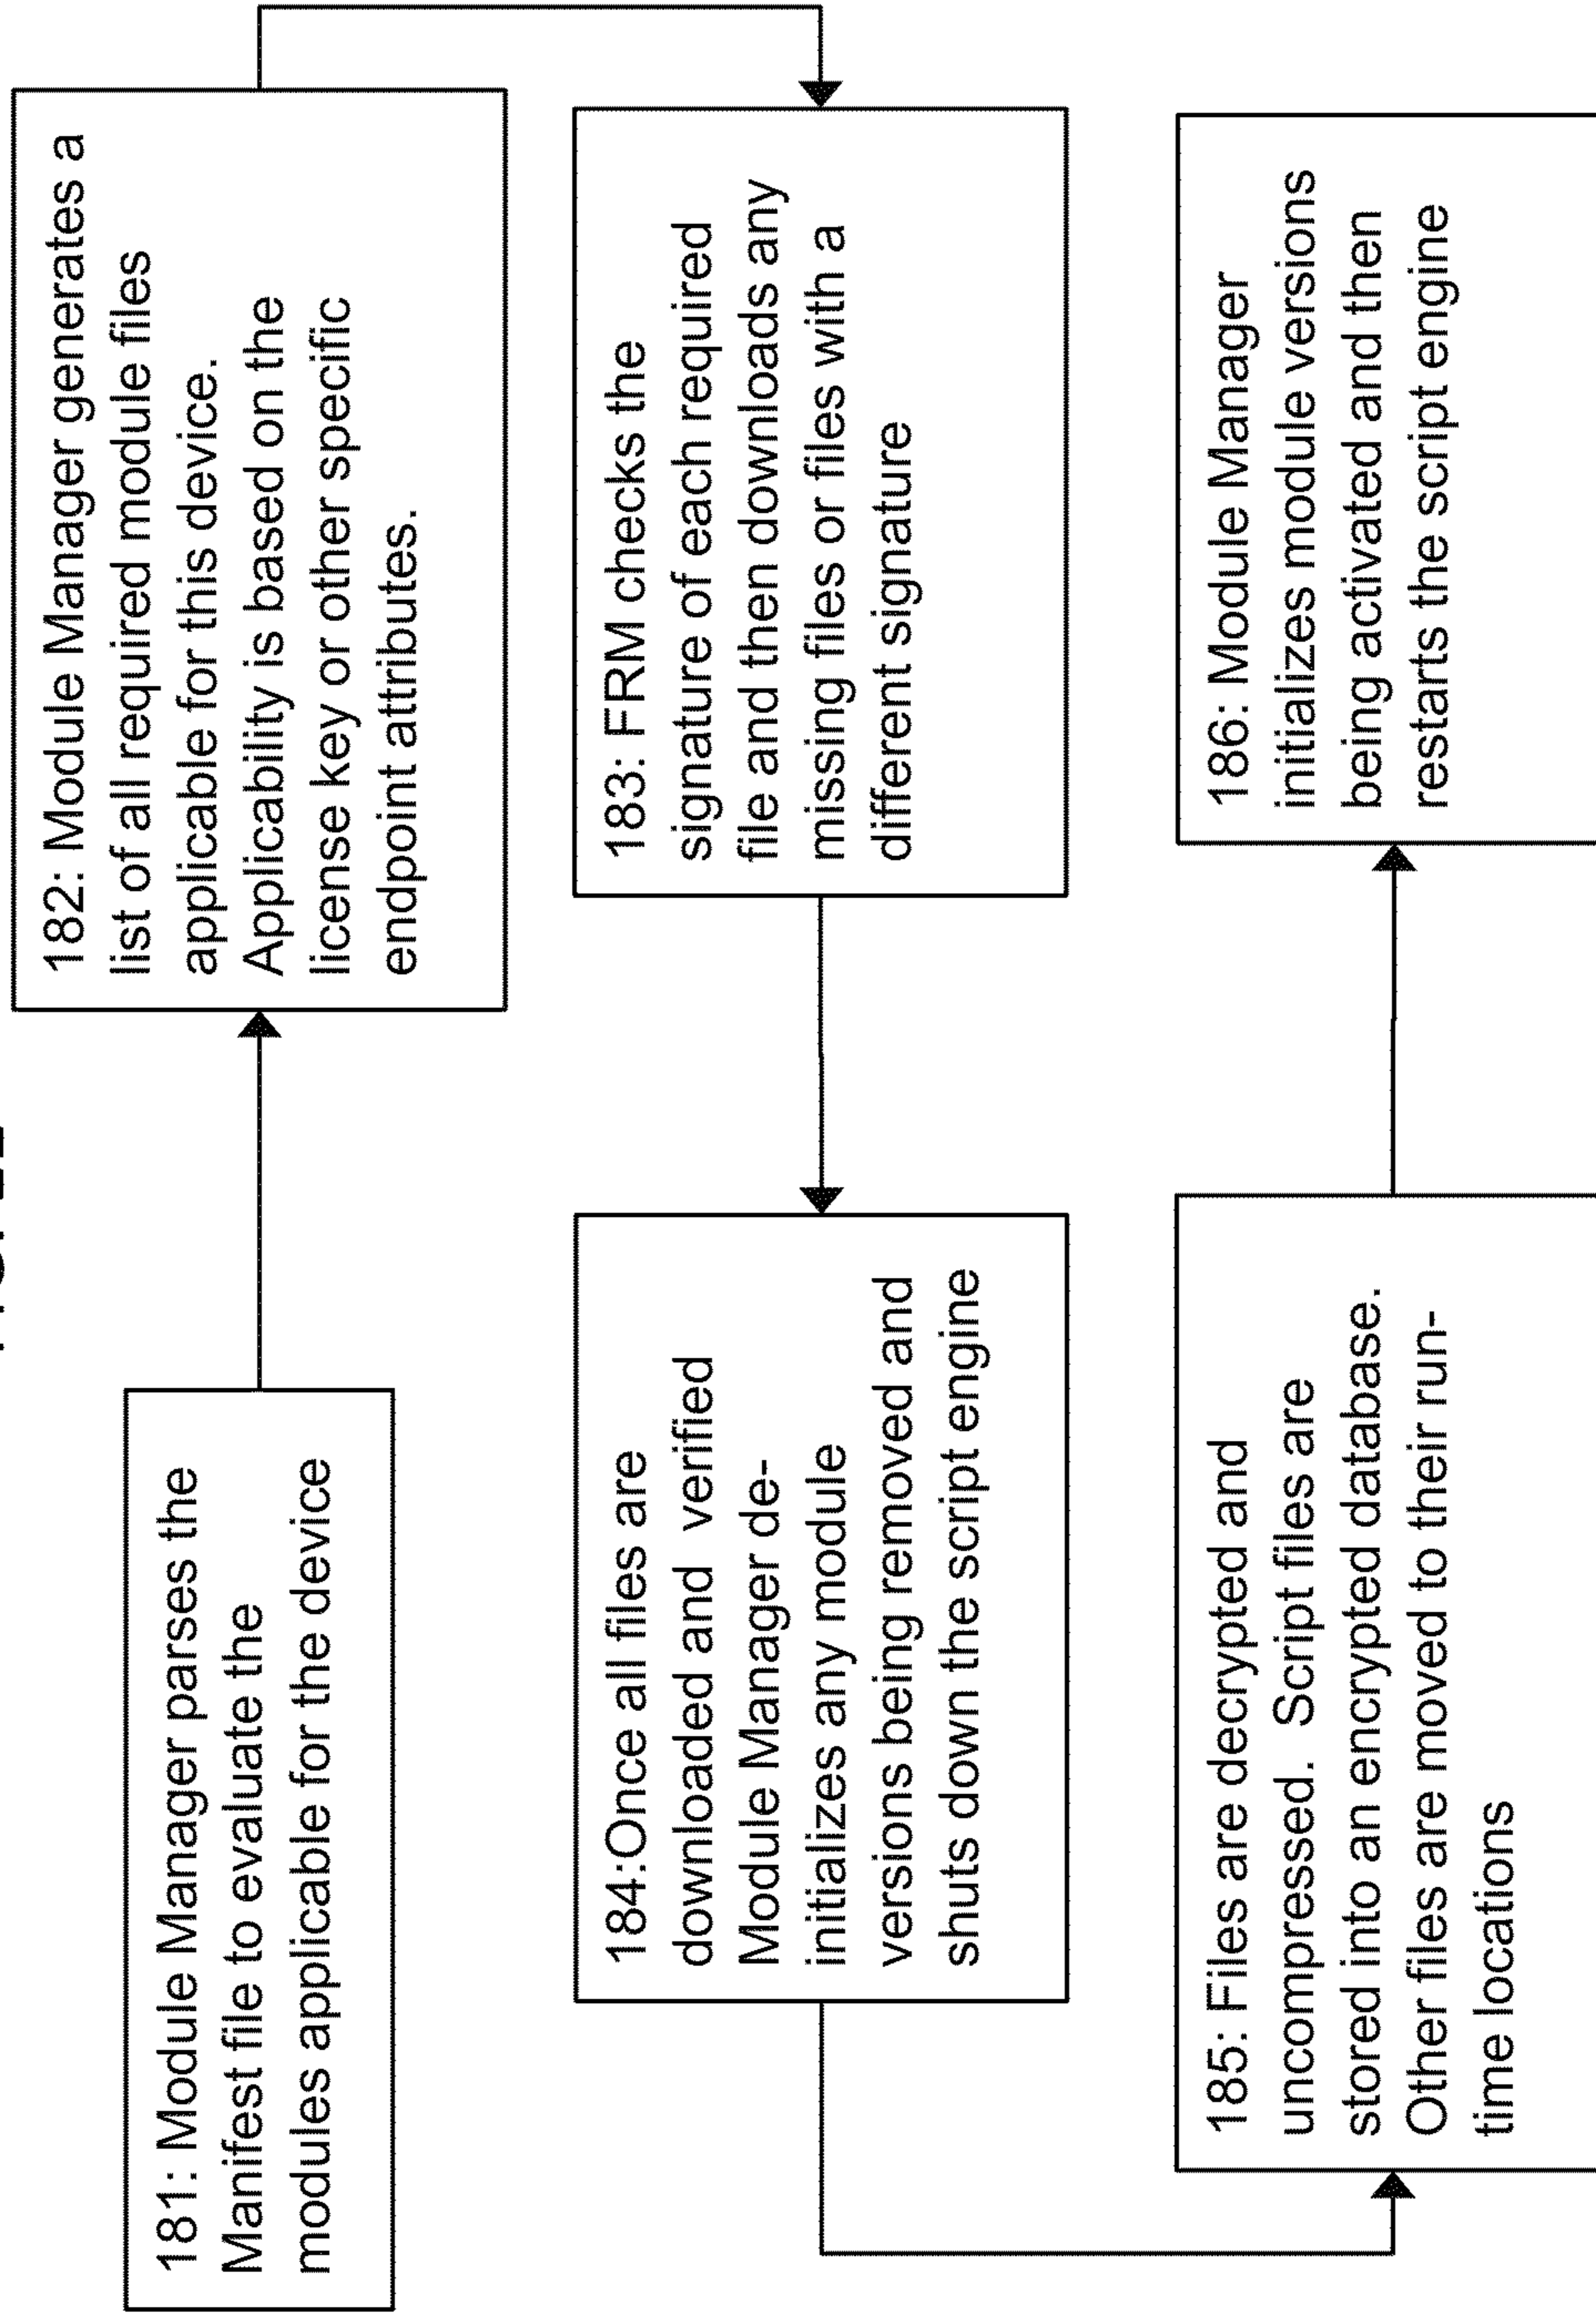 181: Module Manager parses the
Manifest file to evaluate the
modules applicable for the device
182: Module Manager generates a
list of all required module files
applicable for this device.
Applicability is based on the
license key or other specific
endpoint attributes.
183: FRM checks the
signature of each required
file and then downloads any
missing files or files with a
different signature
184:Once all files are
downloaded and verified
Module Manager de-
initializes any module
versions being removed and
shuts down the script engine
185: Files are decrypted and
uncompressed. Script files are
stored into an encrypted database.
Other files are moved to their run-
time locations
186: Module Manager
initializes module versions
being activated and then
restarts the script engine